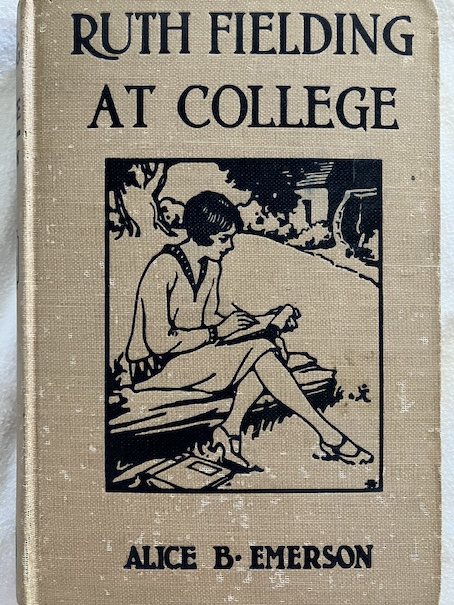 RUTH FIELDING
AT COLLEGE
ALICE B. EMERSON